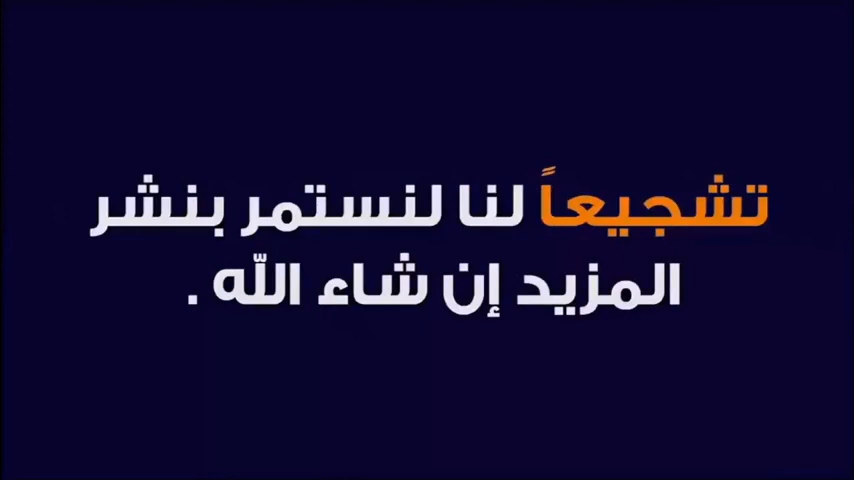 تشجيعاً لنا لنستمر بنشر
المزيد إن شاء الله .